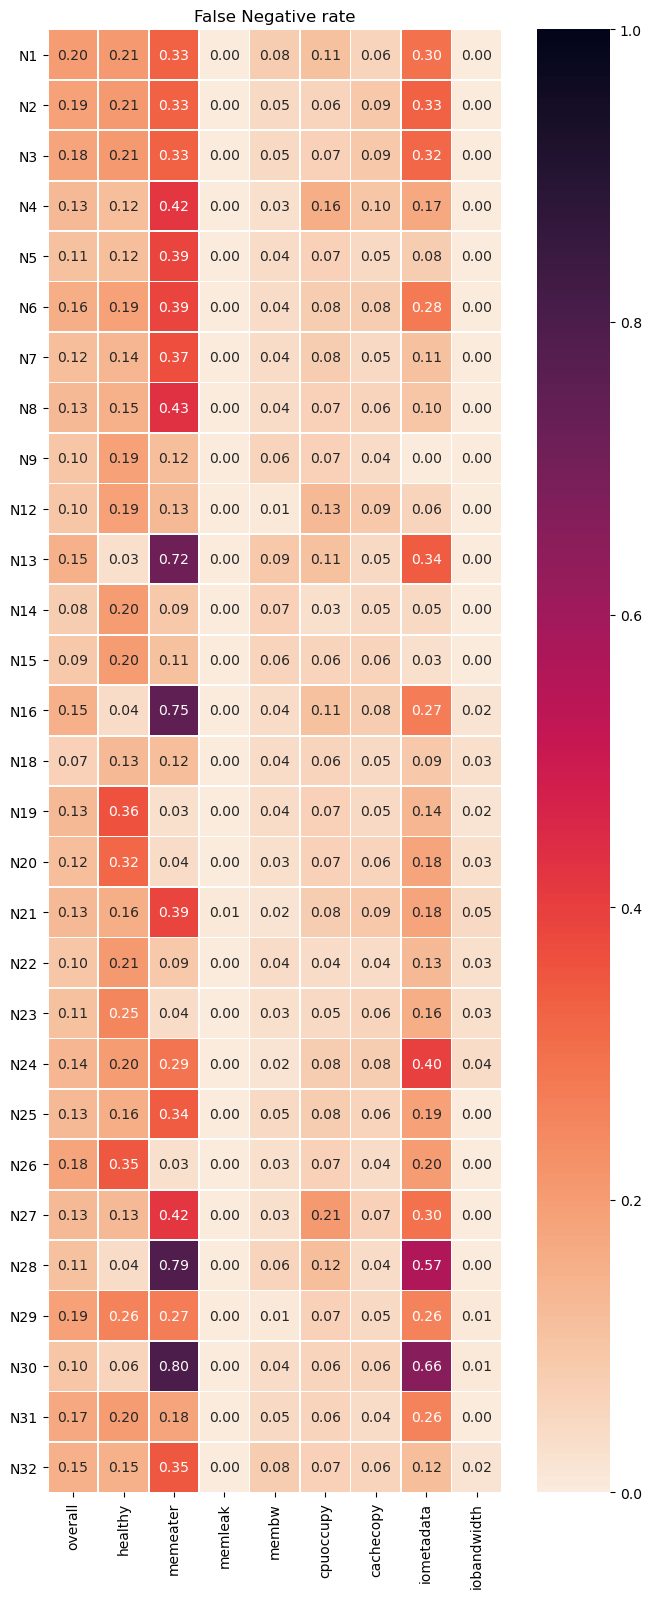 False Negative rate
N1 0.20 0.21 0.33 0.00 0.08 0.11 0.06 0.30 0.00
N2 0.19 0.21 0.33 0.00 0.05 0.06 0.09 0.33 0.00
N3 0.18 0.21 0.33 0.00 0.05 0.07 0.09 0.32 0.00
N4 0.13 0.12 0.42 0.00 0.03 0.16 0.10 0.17 0.00
N5 0.11 0.12 0.39 0.00 0.04 0.07 0.05 0.08 0.00
N6 0.16 0.19 0.39 0.00 0.04 0.08 0.08 0.28 0.00
N7 0.12 0.14 0.37 0.00 0.04 0.08 0.05 0.11 0.00
N8 0.13 0.15 0.43 0.00 0.04 0.07 0.06 0.10 0.00
N9 0.10 0.19 0.12 0.00 0.06 0.07 0.04 0.00 0.00
N12 0.10 0.19 0.13 0.00 0.01 0.13 0.09 0.06 0.00
N13 0.15 0.03 0.72 0.00 0.09 0.11 0.05 0.34 0.00
N14 0.08 0.20 0.09 0.00 0.07 0.03 0.05 0.05 0.00
N15 0.09 0.20 0.11 0.00 0.06 0.06 0.06 0.03 0.00
N16 0.15 0.04 0.75 0.00 0.04 0.11 0.08 0.27 0.02
N18 0.07 0.13 0.12 0.00 0.04 0.06 0.05 0.09 0.03
N19 0.13 0.36 0.03 0.00 0.04 0.07 0.05 0.14 0.02
N20 0.12 0.32 0.04 0.00 0.03 0.07 0.06 0.18 0.03
N21 0.13 0.16 0.39 0.01 0.02 0.08 0.09 0.18 0.05
N22 0.10 0.21 0.09 0.00 0.04 0.04 0.04 0.13 0.03
N23 0.11 0.25 0.04 0.00 0.03 0.05 0.06 0.16 0.03
N24 0.14 0.20 0.29 0.00 0.02 0.08 0.08 0.40 0.04
N25 0.13 0.16 0.34 0.00 0.05 0.08 0.06 0.19 0.00
N26 0.18 0.35 0.03 0.00 0.03 0.07 0.04 0.20 0.00
N27 0.13 0.13 0.42 0.00 0.03 0.21 0.07 0.30 0.00
N28 0.11 0.04 0.79 0.00 0.06 0.12 0.04 0.57 0.00
N29 0.19 0.26 0.27 0.00 0.01 0.07 0.05 0.26 0.01
N30 0.10 0.06 0.80 0.00 0.04 0.06 0.06 0.66 0.01
N31 0.17 0.20 0.18 0.00 0.05 0.06 0.04 0.26 0.00
N32 0.15 0.15 0.35 0.00 0.08 0.07 0.06 0.12 0.02
overall healthy memeater memleak membw cpuoccupy cachecopy iometadata iobandwidth
1.0
0.8
0.6
0.4
0.2
0.0